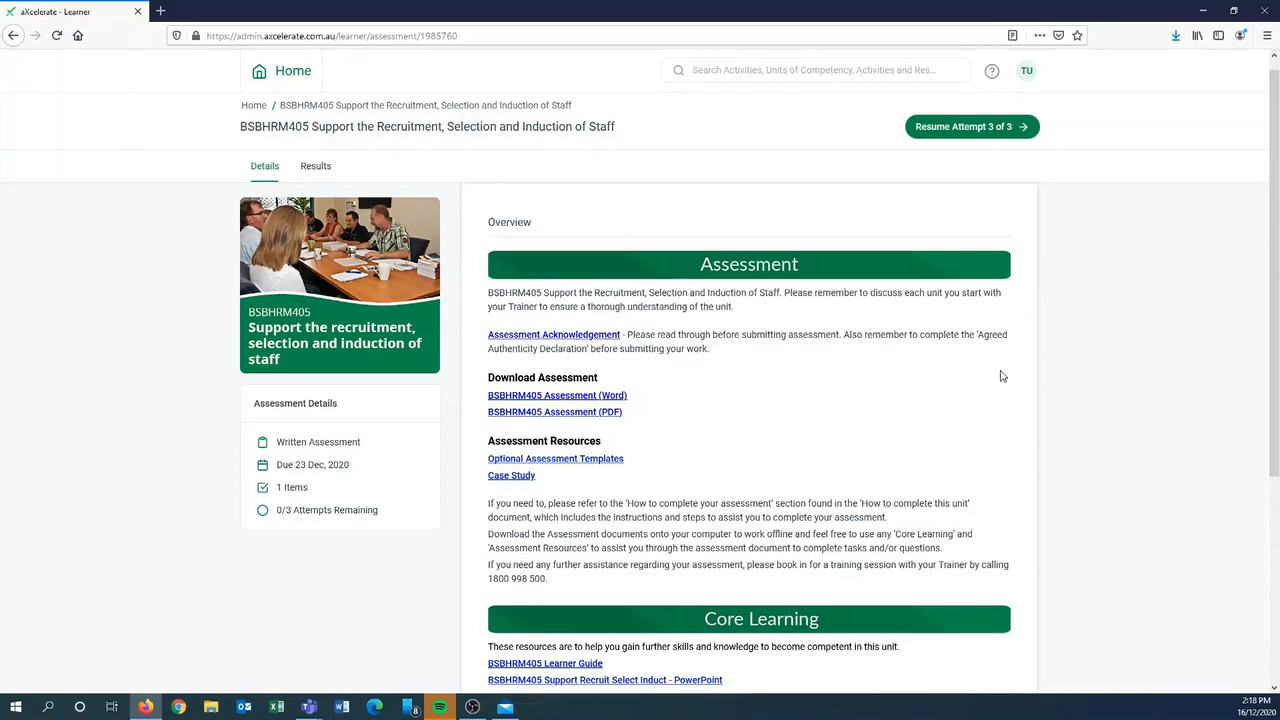 aXcelerate - Learner
https://admin.axcelerate.com.au/learner/assessment/1985760
Home
Search Activities, Units of Competency, Activities and Res...
TU
Home / BSBHRM405 Support the Recruitment, Selection and Induction of Staff
BSBHRM405 Support the Recruitment, Selection and Induction of Staff
Resume Attempt 3 of 3
Details
Results
BSBHRM405
Support the recruitment,
selection and induction of
staff
Assessment Details
Written Assessment
Due 23 Dec, 2020
1 Items
0/3 Attempts Remaining
Overview
Assessment
BSBHRM405 Support the Recruitment, Selection and Induction of Staff. Please remember to discuss each unit you start with
your Trainer to ensure a thorough understanding of the unit.
Assessment Acknowledgement - Please read through before submitting assessment. Also remember to complete the 'Agreed
Authenticity Declaration' before submitting your work.
Download Assessment
BSBHRM405 Assessment (Word)
BSBHRM405 Assessment (PDF)
Assessment Resources
Optional Assessment Templates
Case Study
If you need to, please refer to the 'How to complete your assessment' section found in the 'How to complete this unit'
document, which includes the instructions and steps to assist you to complete your assessment.
Download the Assessment documents onto your computer to work offline and feel free to use any 'Core Learning' and
'Assessment Resources' to assist you through the assessment document to complete tasks and/or questions.
If you need any further assistance regarding your assessment, please book in for a training session with your Trainer by calling
1800 998 500.
Core Learning
These resources are to help you gain further skills and knowledge to become competent in this unit.
BSBHRM405 Learner Guide
BSBHRM405 Support Recruit Select Induct - PowerPoint
8
2:18 PM
16/12/2020